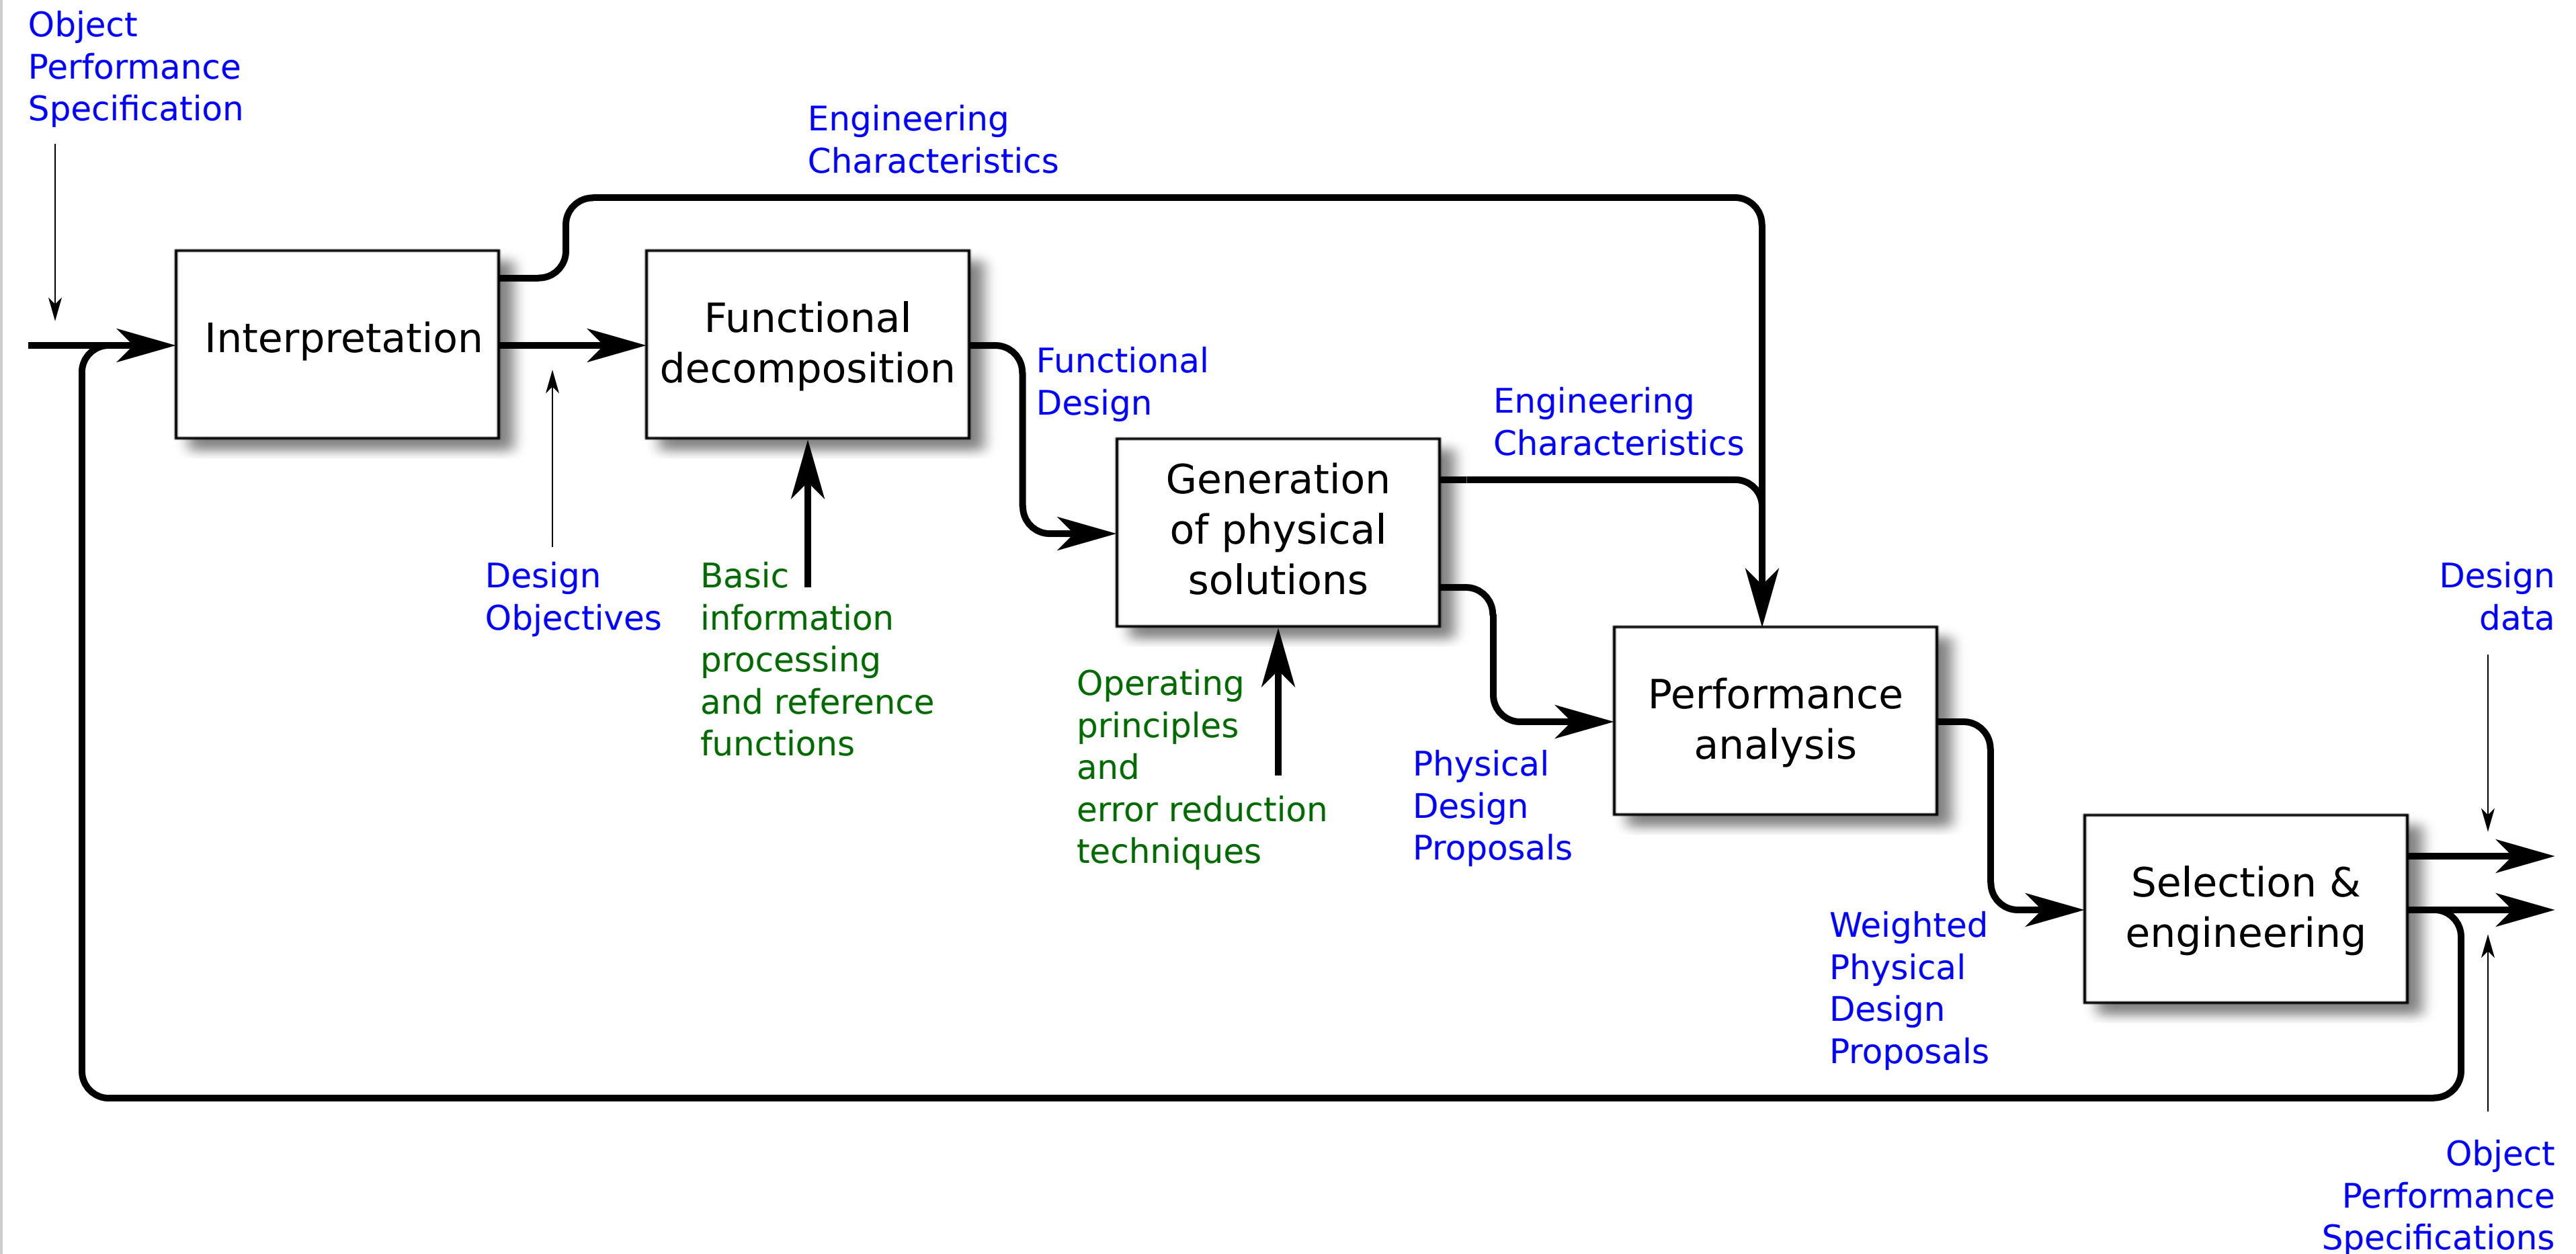 Object
Performance
Specification
Engineering
Characteristics
Interpretation
Functional
decomposition
Functional
Design
Engineering
Characteristics
Generation
of physical
solutions
Design
Objectives
Basic
information
processing
and reference
functions
Operating
principles
and
error reduction
techniques
Physical
Design
Proposals
Performance
analysis
Design
data
Weighted
Physical
Design
Proposals
Selection &
engineering
Object
Performance
Specifications